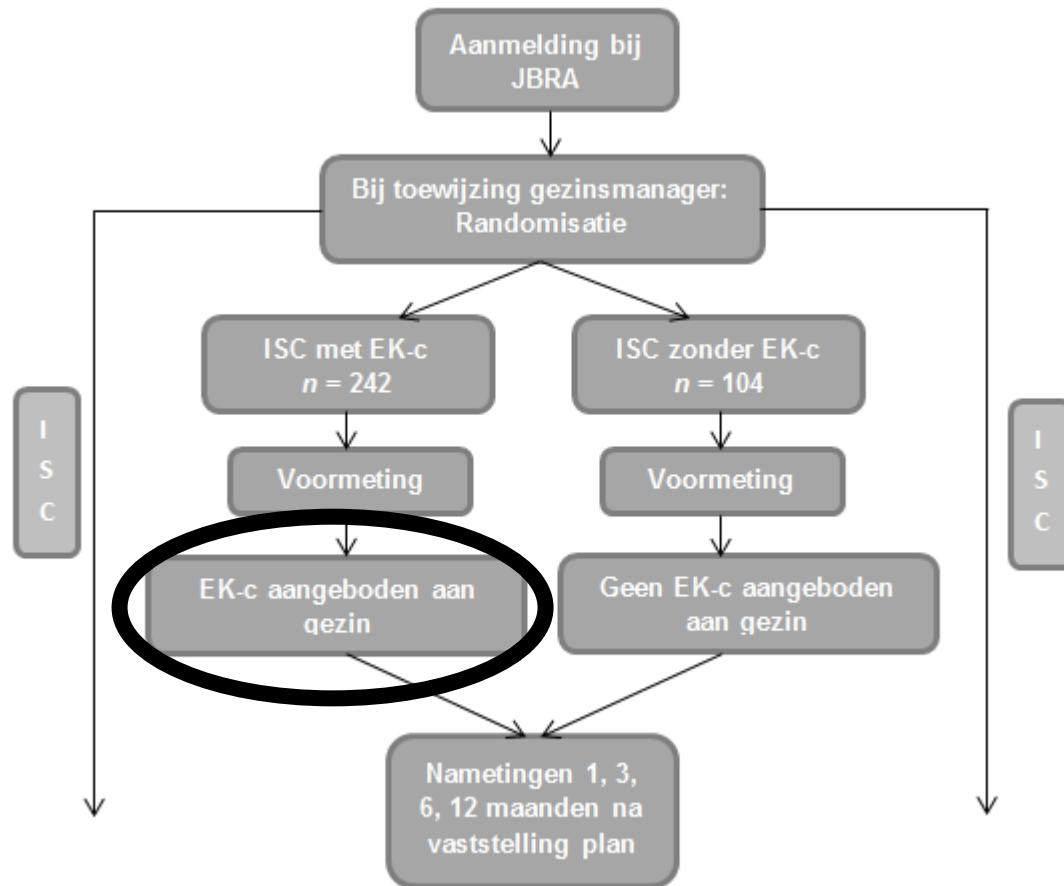 Aanmelding bij
JBRA
Bij toewijzing gezinsmanager:
Randomisatie
ISC met EK-c
n = 242
ISC zonder EK-c
n = 104
I
S
C
I
S
C
Voormeting
Voormeting
EK-c aangeboden aan
gezin
Geen EK-c aangeboden
aan gezin
Nametingen 1, 3,
6, 12 maanden na
vaststelling plan